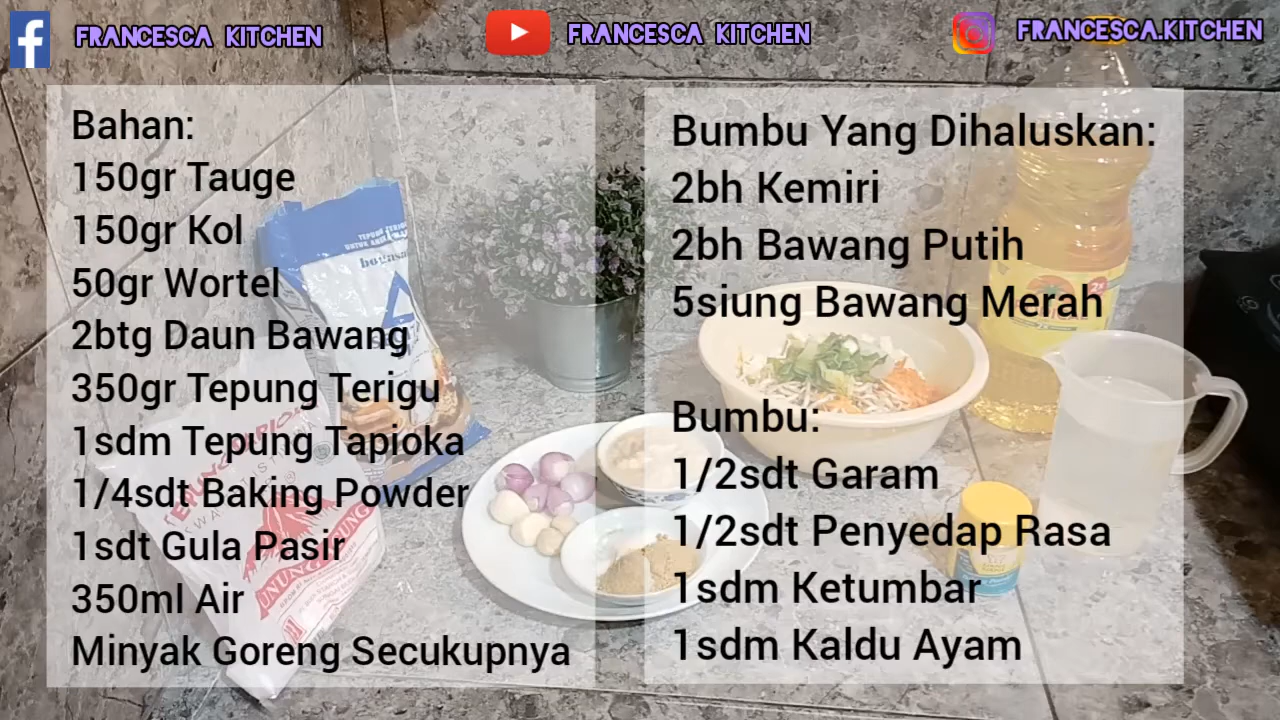 FRANCESCA KITCHEN
FRANCESCA KITCHEN
FRANCESCA.KITCHEN
Bahan:
150gr Tauge
150gr Kol
50gr Wortel
2btg Daun Bawang
350gr Tepung Terigu
1sdm Tepung Tapioka
1/4sdt Baking Powder
1sdt Gula Pasir
350ml Air
Minyak Goreng Secukupnya
Bumbu Yang Dihaluskan:
2bh Kemiri
2bh Bawang Putih
5siung Bawang Merah
Bumbu:
1/2sdt Garam
1/2sdt Penyedap Rasa
1sdm Ketumbar
1sdm Kaldu Ayam